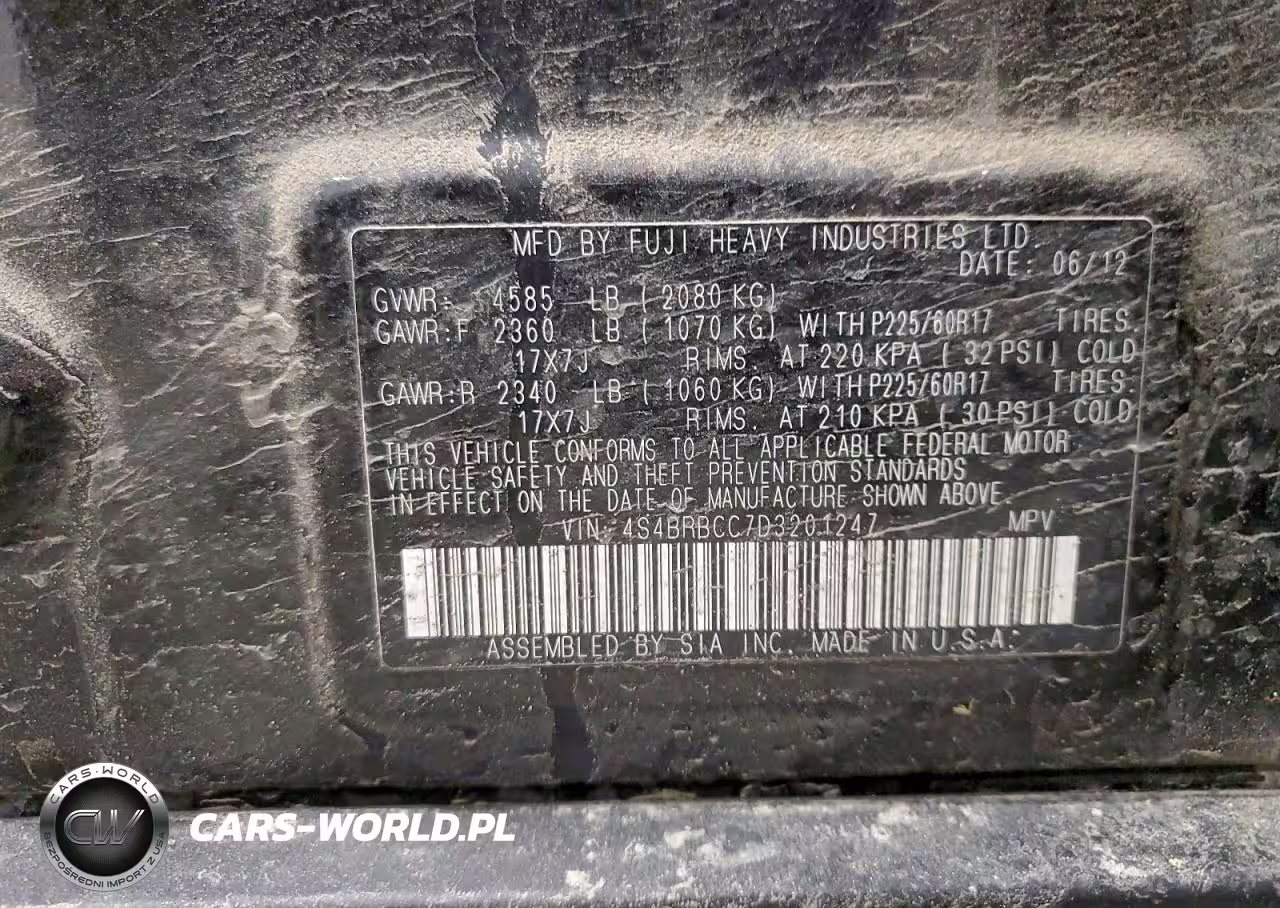 MFD BY FUJI HEAVY INDUSTRIES LTD.
DATE: 06/12
GVWR: 4585 LB ( 2080 KG)
GAWR:F 2360 LB ( 1070 KG) WITH P225/60R17 TIRES.
17X7J RIMS. AT 220 KPA ( 32 PSI) COLD
GAWR:R 2340 LB ( 1060 KG) WITH P225/60R17 TIRES.
17X7J RIMS. AT 210 KPA ( 30 PSI) COLD
THIS VEHICLE CONFORMS TO ALL APPLICABLE FEDERAL MOTOR
VEHICLE SAFETY AND THEFT PREVENTION STANDARDS
IN EFFECT ON THE DATE OF MANUFACTURE SHOWN ABOVE.
VIN: 4S4BRBCC7D3201247 MPV
ASSEMBLED BY SIA INC. MADE IN U.S.A.
CARS-WORLD
CW
BEZPOŚREDNI IMPORT Z USA
CARS-WORLD.PL